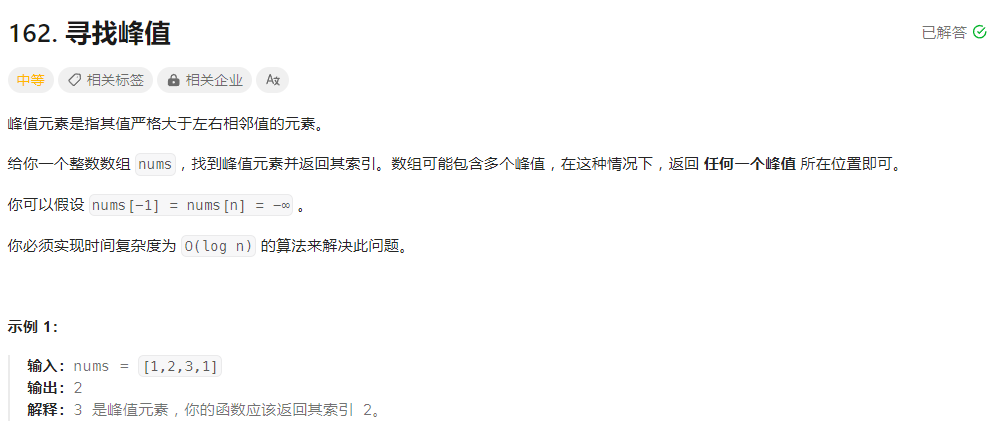 162. 寻找峰值
已解答
中等 相关标签 相关企业 A文
峰值元素是指其值严格大于左右相邻值的元素。
给你一个整数数组 nums，找到峰值元素并返回其索引。数组可能包含多个峰值，在这种情况下，返回 任何一个峰值 所在位置即可。
你可以假设 nums[-1] = nums[n] = -∞ 。
你必须实现时间复杂度为 O(log n) 的算法来解决此问题。
示例 1：
输入：nums = [1,2,3,1]
输出：2
解释：3 是峰值元素，你的函数应该返回其索引 2。